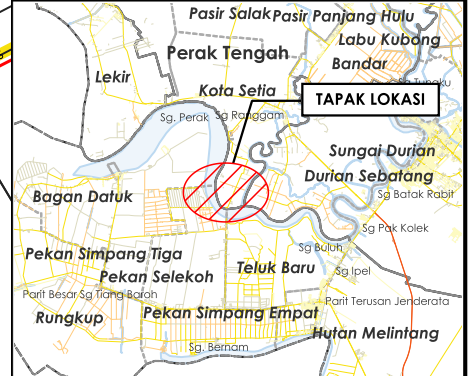 Pasir Salak
Pasir Panjang Hulu
Labu Kubong
Perak Tengah
Bandar
Lekir
Kota Setia
TAPAK LOKASI
Sg. Perak
Sg Ranggam
Sungai Durian
Durian Sebatang
Sg Batak Rabit
Bagan Datuk
Sg Pak Kolek
Sg Buluh
Pekan Simpang Tiga
Pekan Selekoh
Teluk Baru
Sg Ipel
Parit Besar Sg Tiang Baroh
Parit Terusan Jenderata
Rungkup
Pekan Simpang Empat
Hutan Melintang
Sg. Bernam